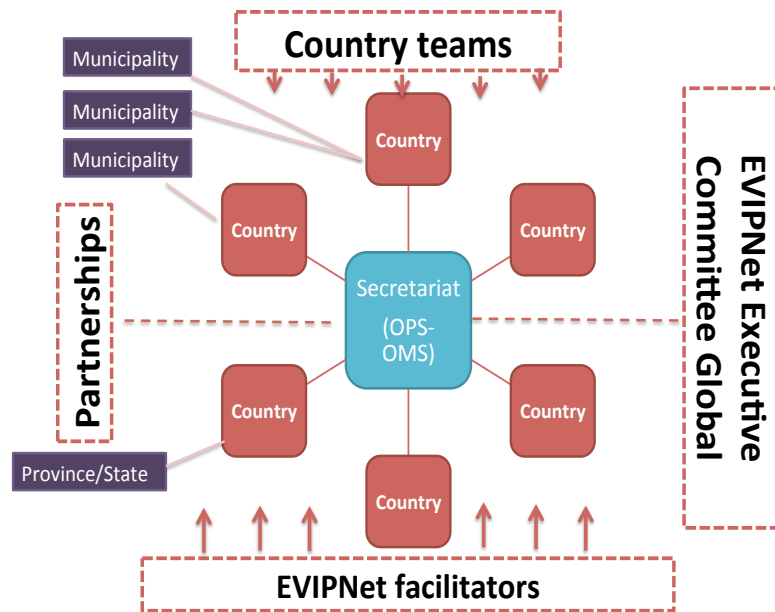 Country teams
Municipality
Municipality
Municipality
Country
Country
Country
Secretariat
(OPS-
OMS)
Partnerships
EVIPNet Executive
Committee Global
Country
Country
Province/State
Country
EVIPNet facilitators